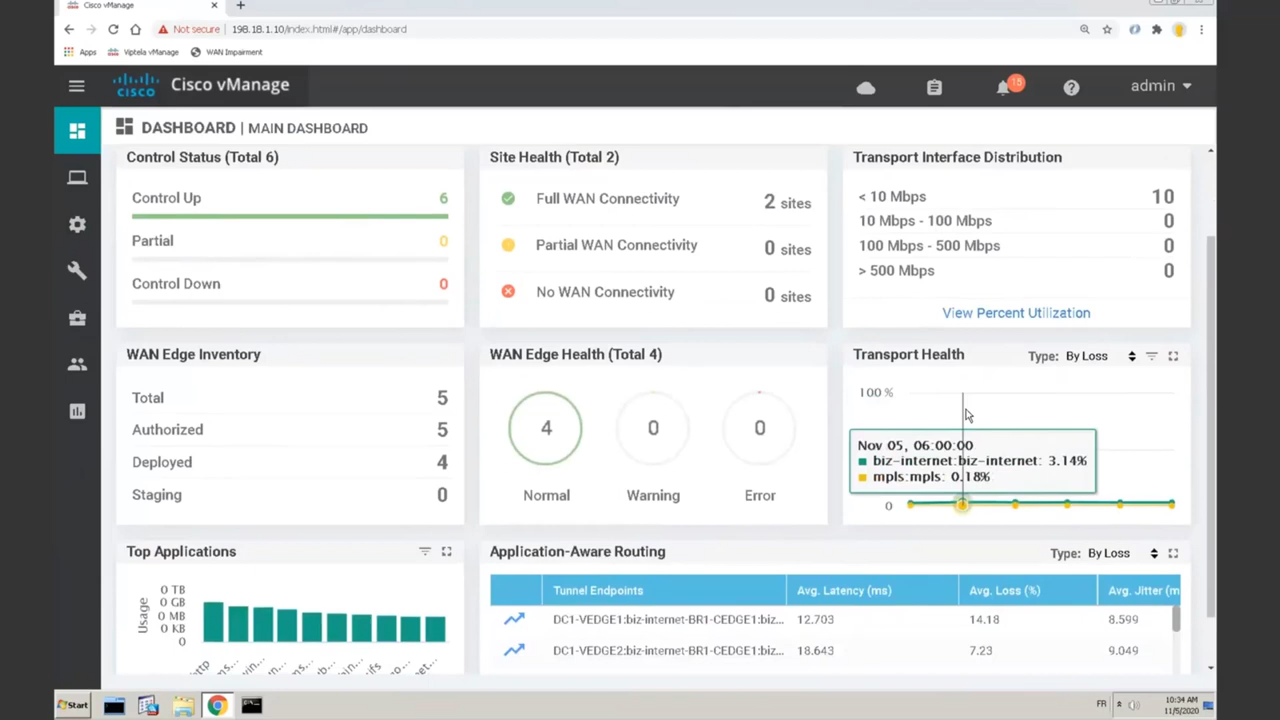 Cisco vManage
Not secure | 198.18.1.10/index.html#/app/dashboard
Apps Viptela vManage WAN Impairment
CISCO Cisco vManage 15 admin
DASHBOARD | MAIN DASHBOARD
Control Status (Total 6)
Control Up 6
Partial 0
Control Down 0
Site Health (Total 2)
Full WAN Connectivity 2 sites
Partial WAN Connectivity 0 sites
No WAN Connectivity 0 sites
Transport Interface Distribution
< 10 Mbps 10
10 Mbps - 100 Mbps 0
100 Mbps - 500 Mbps 0
> 500 Mbps 0
View Percent Utilization
WAN Edge Inventory
Total 5
Authorized 5
Deployed 4
Staging 0
WAN Edge Health (Total 4)
4 0 0
Normal Warning Error
Transport Health Type: By Loss
100 %
Nov 05, 06:00:00
biz-internet:biz-internet: 3.14%
mpls:mpls: 0.18%
0
Top Applications
Usage
0 TB
0 GB
0 MB
0 KB
0
Application-Aware Routing Type: By Loss
Tunnel Endpoints Avg. Latency (ms) Avg. Loss (%) Avg. Jitter (m
DC1-VEDGE1:biz-internet-BR1-CEDGE1:biz... 12.703 14.18 8.599
DC1-VEDGE2:biz-internet-BR1-CEDGE1:biz... 18.643 7.23 9.049
Start FR 10:34 AM
11/5/2020